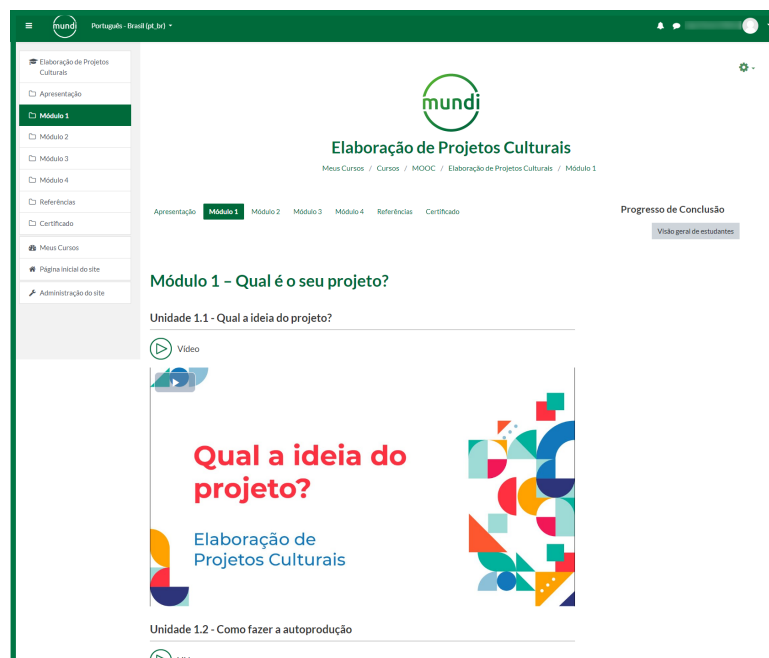 mundi
Português - Brasil (pt_br)
Elaboração de Projetos
Culturais
Apresentação
Módulo 1
Módulo 2
Módulo 3
Módulo 4
Referências
Certificado
Meus Cursos
Página inicial do site
Administração do site
mundi
Elaboração de Projetos Culturais
Meus Cursos / Cursos / MOOC / Elaboração de Projetos Culturais / Módulo 1
Apresentação Módulo 1 Módulo 2 Módulo 3 Módulo 4 Referências Certificado
Progresso de Conclusão
Visão geral de estudantes
Módulo 1 – Qual é o seu projeto?
Unidade 1.1 - Qual a ideia do projeto?
Vídeo
Qual a ideia do
projeto?
Elaboração de
Projetos Culturais
Unidade 1.2 - Como fazer a autoprodução